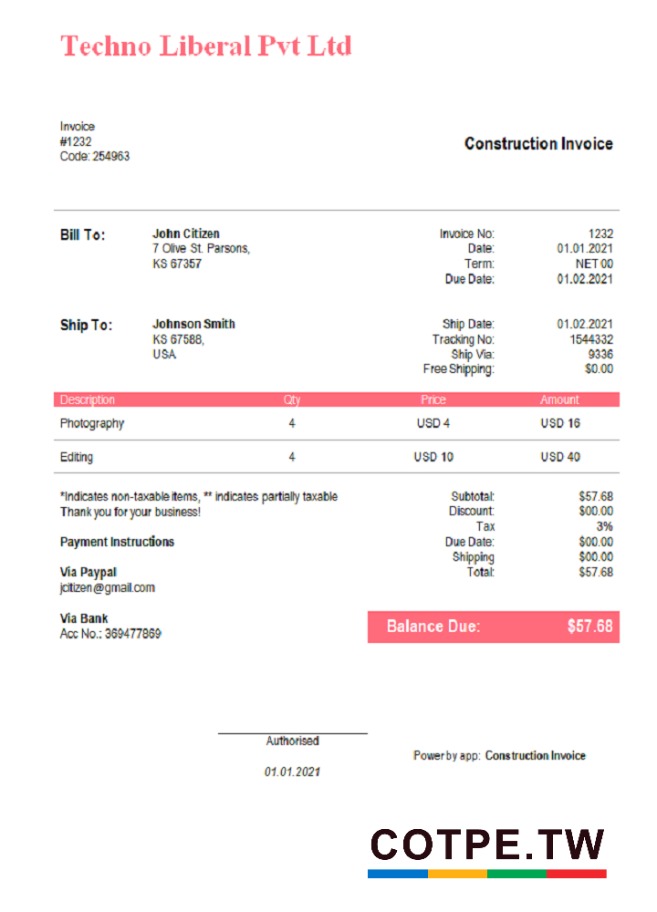 Techno Liberal Pvt Ltd
Invoice
#1232
Code: 254963
Construction Invoice
Bill To:
John Citizen
7 Olive St. Parsons,
KS 67357
Invoice No: 1232
Date: 01.01.2021
Term: NET 00
Due Date: 01.02.2021
Ship To:
Johnson Smith
KS 67588,
USA
Ship Date: 01.02.2021
Tracking No: 1544332
Ship Via: 9336
Free Shipping: $0.00
Description Qty Price Amount
Photography 4 USD 4 USD 16
Editing 4 USD 10 USD 40
*Indicates non-taxable items, ** indicates partially taxable
Thank you for your business!
Payment Instructions
Via Paypal
jcitizen@gmail.com
Via Bank
Acc No.: 369477869
Subtotal: $57.68
Discount: $00.00
Tax 3%
Due Date: $00.00
Shipping $00.00
Total: $57.68
Balance Due: $57.68
Authorised
01.01.2021
Power by app: Construction Invoice
COTPE.TW